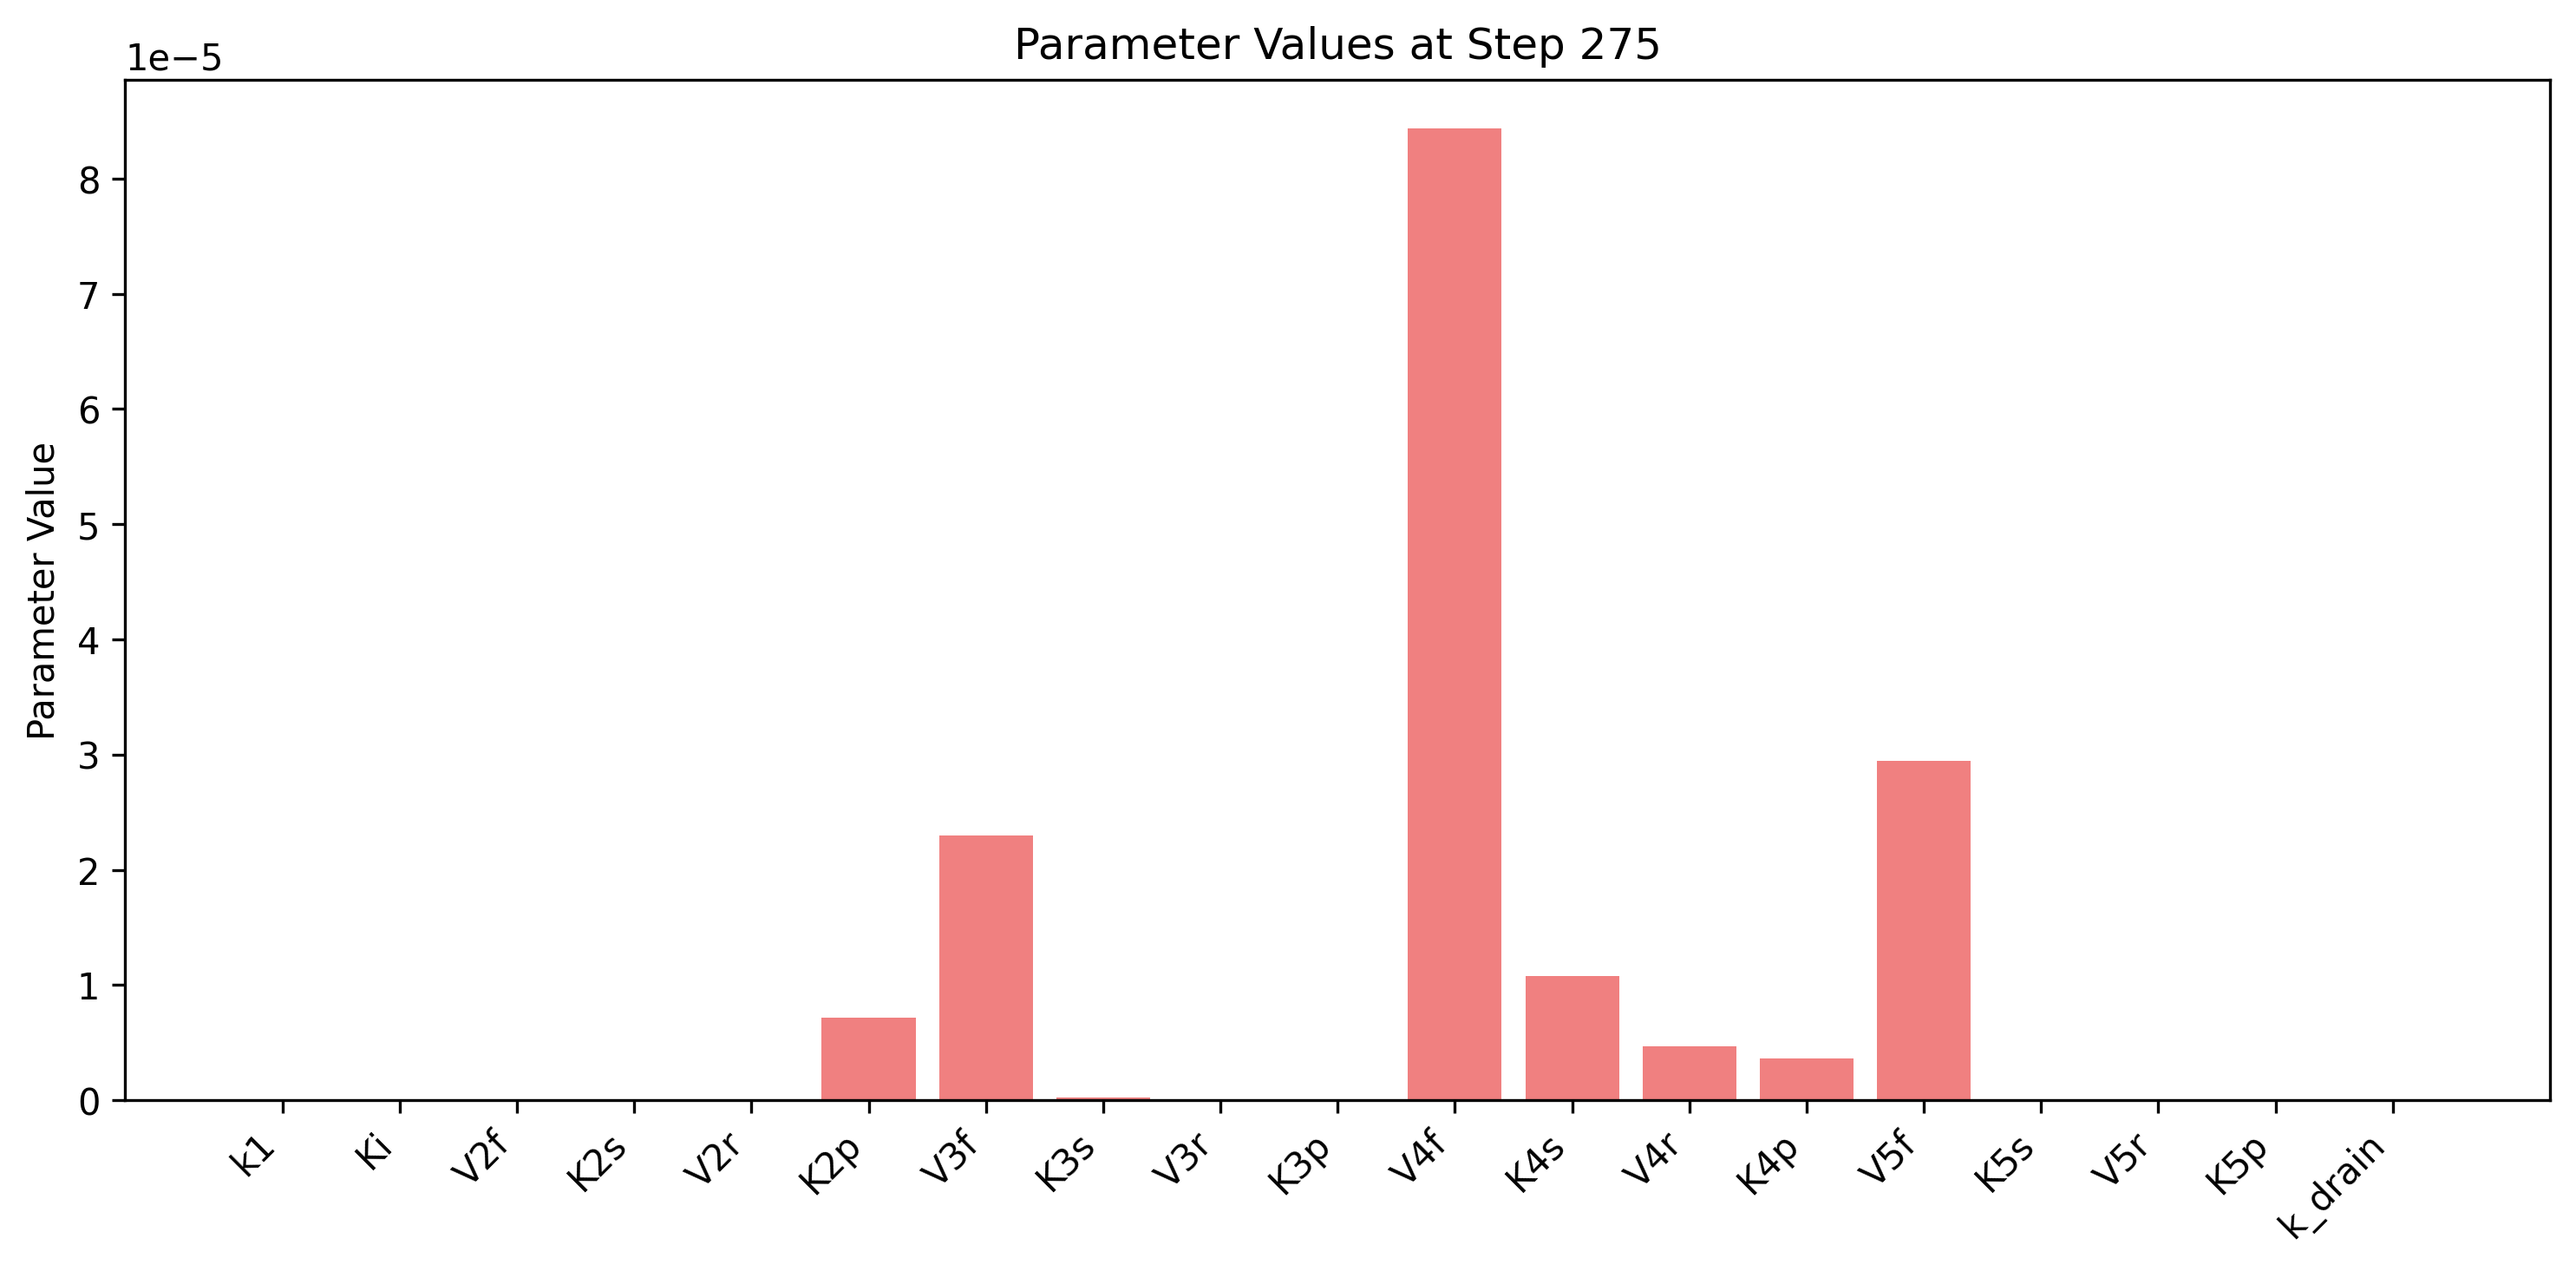 Parameter Values at Step 275
1e−5
Parameter Value
8
7
6
5
4
3
2
1
0
k1
Ki
V2f
K2s
V2r
K2p
V3f
K3s
V3r
K3p
V4f
K4s
V4r
K4p
V5f
K5s
V5r
K5p
k_drain